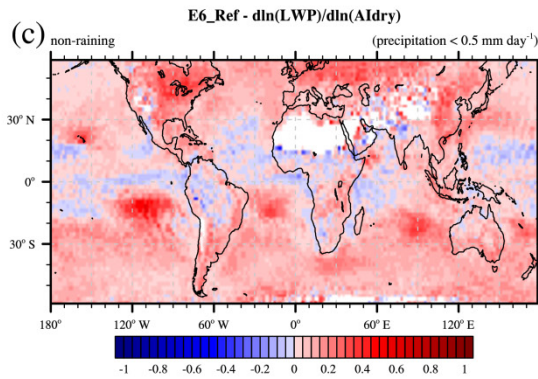 E6_Ref - dln(LWP)/dln(AIdry)
(c) non-raining (precipitation < 0.5 mm day⁻¹)
30° N
0°
30° S
180° 120° W 60° W 0° 60° E 120° E
-1 -0.8 -0.6 -0.4 -0.2 0 0.2 0.4 0.6 0.8 1